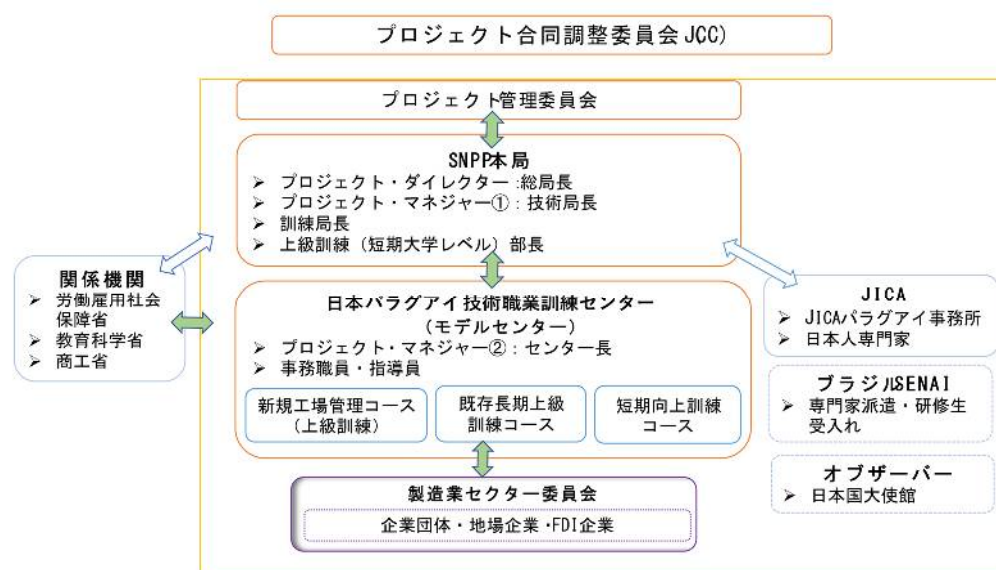 プロジェクト合同調整委員会 JCC)
プロジェクト管理委員会
SNPP本局
➢ プロジェクト・ダイレクター:総局長
➢ プロジェクト・マネジャー①:技術局長
➢ 訓練局長
➢ 上級訓練(短期大学レベル)部長
関係機関
➢ 労働雇用社会
保障省
➢ 教育科学省
➢ 商工省
日本パラグアイ技術職業訓練センター
(モデルセンター)
➢ プロジェクト・マネジャー②:センター長
➢ 事務職員・指導員
新規工場管理コース
(上級訓練)
既存長期上級
訓練コース
短期向上訓練
コース
製造業セクター委員会
企業団体・地場企業・FDI企業
JICA
➢ JICAパラグアイ事務所
➢ 日本人専門家
ブラジルSENAI
➢ 専門家派遣・研修生
受入れ
オブザーバー
➢ 日本国大使館